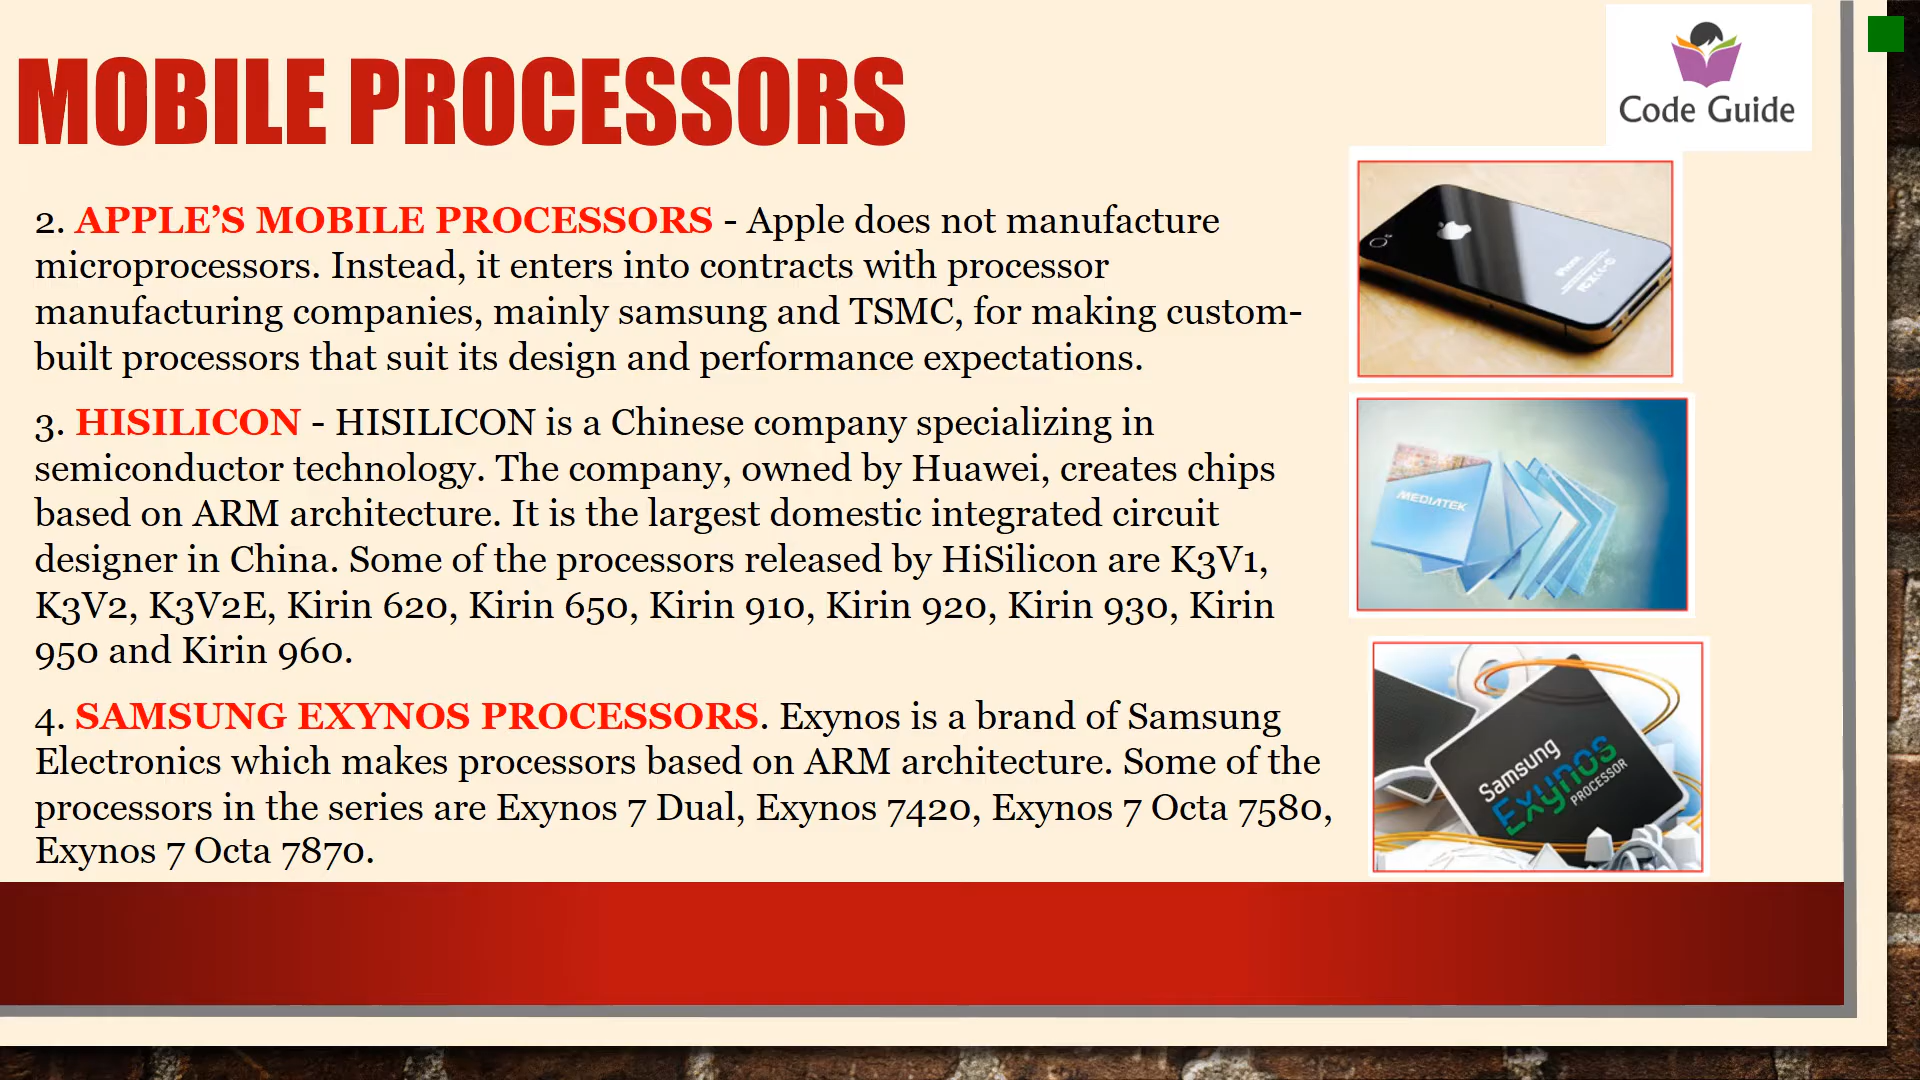 MOBILE PROCESSORS
Code Guide
2. APPLE’S MOBILE PROCESSORS - Apple does not manufacture
microprocessors. Instead, it enters into contracts with processor
manufacturing companies, mainly samsung and TSMC, for making custom-
built processors that suit its design and performance expectations.
3. HISILICON - HISILICON is a Chinese company specializing in
semiconductor technology. The company, owned by Huawei, creates chips
based on ARM architecture. It is the largest domestic integrated circuit
designer in China. Some of the processors released by HiSilicon are K3V1,
K3V2, K3V2E, Kirin 620, Kirin 650, Kirin 910, Kirin 920, Kirin 930, Kirin
950 and Kirin 960.
4. SAMSUNG EXYNOS PROCESSORS. Exynos is a brand of Samsung
Electronics which makes processors based on ARM architecture. Some of the
processors in the series are Exynos 7 Dual, Exynos 7420, Exynos 7 Octa 7580,
Exynos 7 Octa 7870.
iPhone
MEDIATEK
Samsung
Exynos
PROCESSOR